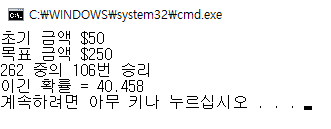 C:\WINDOWS\system32\cmd.exe
초기 금액 $50
목표 금액 $250
262 중의 106번 승리
이긴 확률 = 40.458
계속하려면 아무 키나 누르십시오 . . .